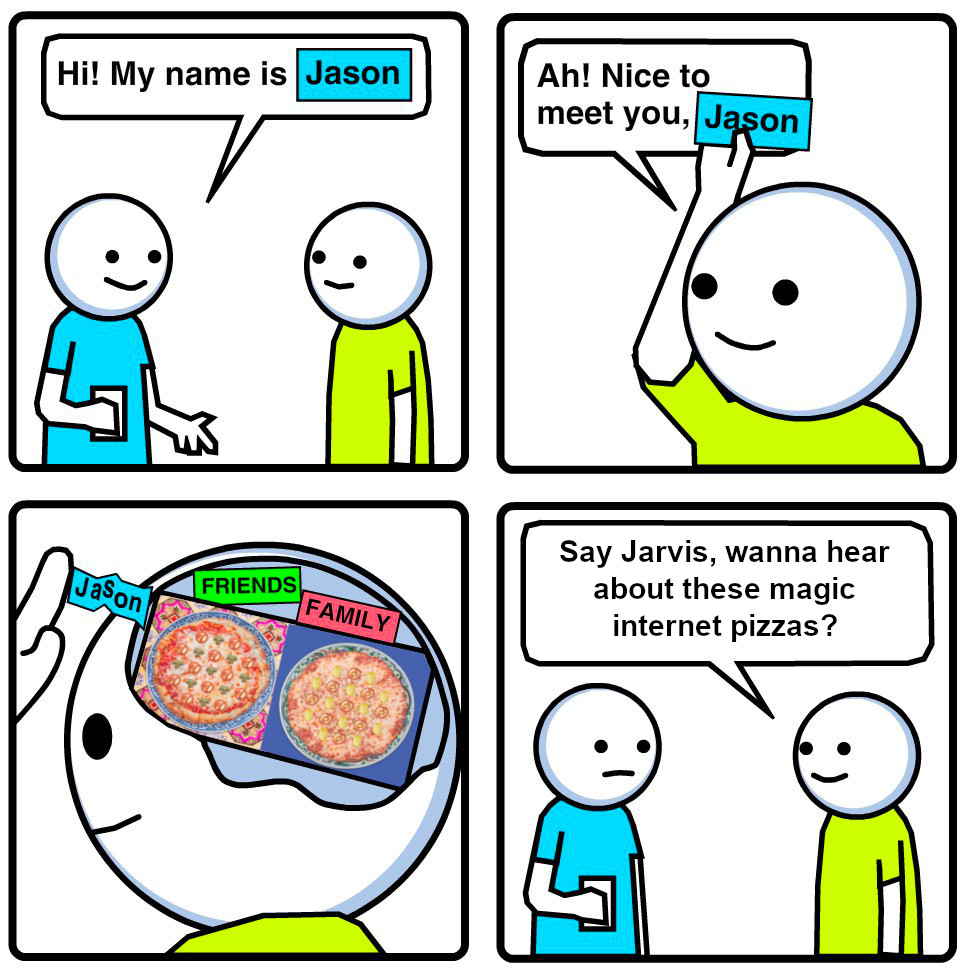 Hi! My name is Jason
Ah! Nice to
meet you, Jason
Jason
FRIENDS
FAMILY
Say Jarvis, wanna hear
about these magic
internet pizzas?